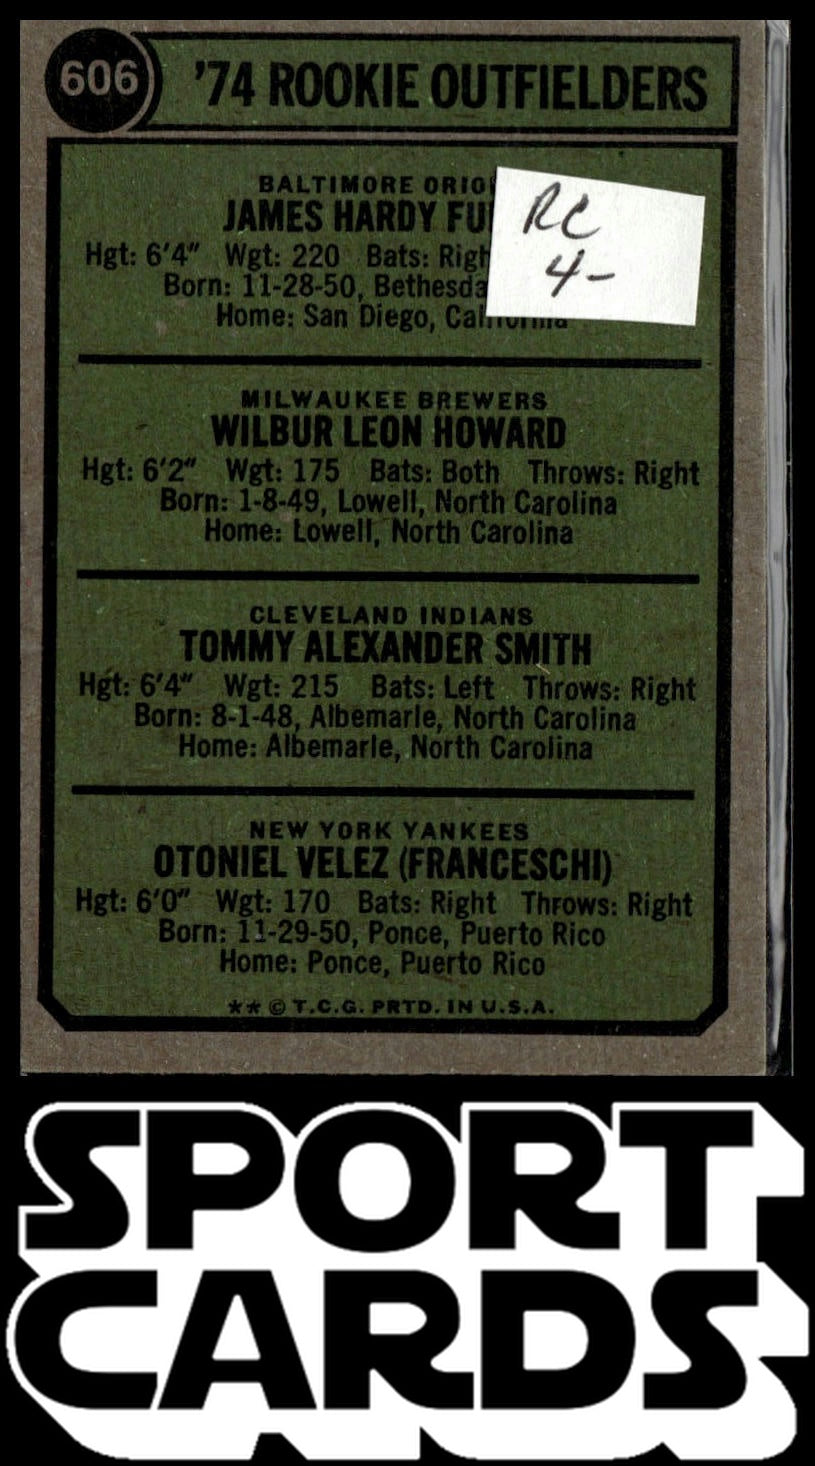 606
'74 ROOKIE OUTFIELDERS
BALTIMORE
JAMES HARDY
RC
4-
Hgt: 6'4" Wgt: 220 Bats:
Born: 11-28-50,
Home: San Diego,
MILWAUKEE BREWERS
WILBUR LEON HOWARD
Hgt: 6'2" Wgt: 175 Bats: Both Throws: Right
Born: 1-8-49, Lowell, North Carolina
Home: Lowell, North Carolina
CLEVELAND INDIANS
TOMMY ALEXANDER SMITH
Hgt: 6'4" Wgt: 215 Bats: Left Throws: Right
Born: 8-1-48, Albemarle, North Carolina
Home: Albemarle, North Carolina
NEW YORK YANKEES
OTONIEL VELEZ (FRANCESCHI)
Hgt: 6'0" Wgt: 170 Bats: Right Throws: Right
Born: 11-29-50, Ponce, Puerto Rico
Home: Ponce, Puerto Rico
** © T.C.G. PRTD. IN U.S.A.
SPORT
CARDS